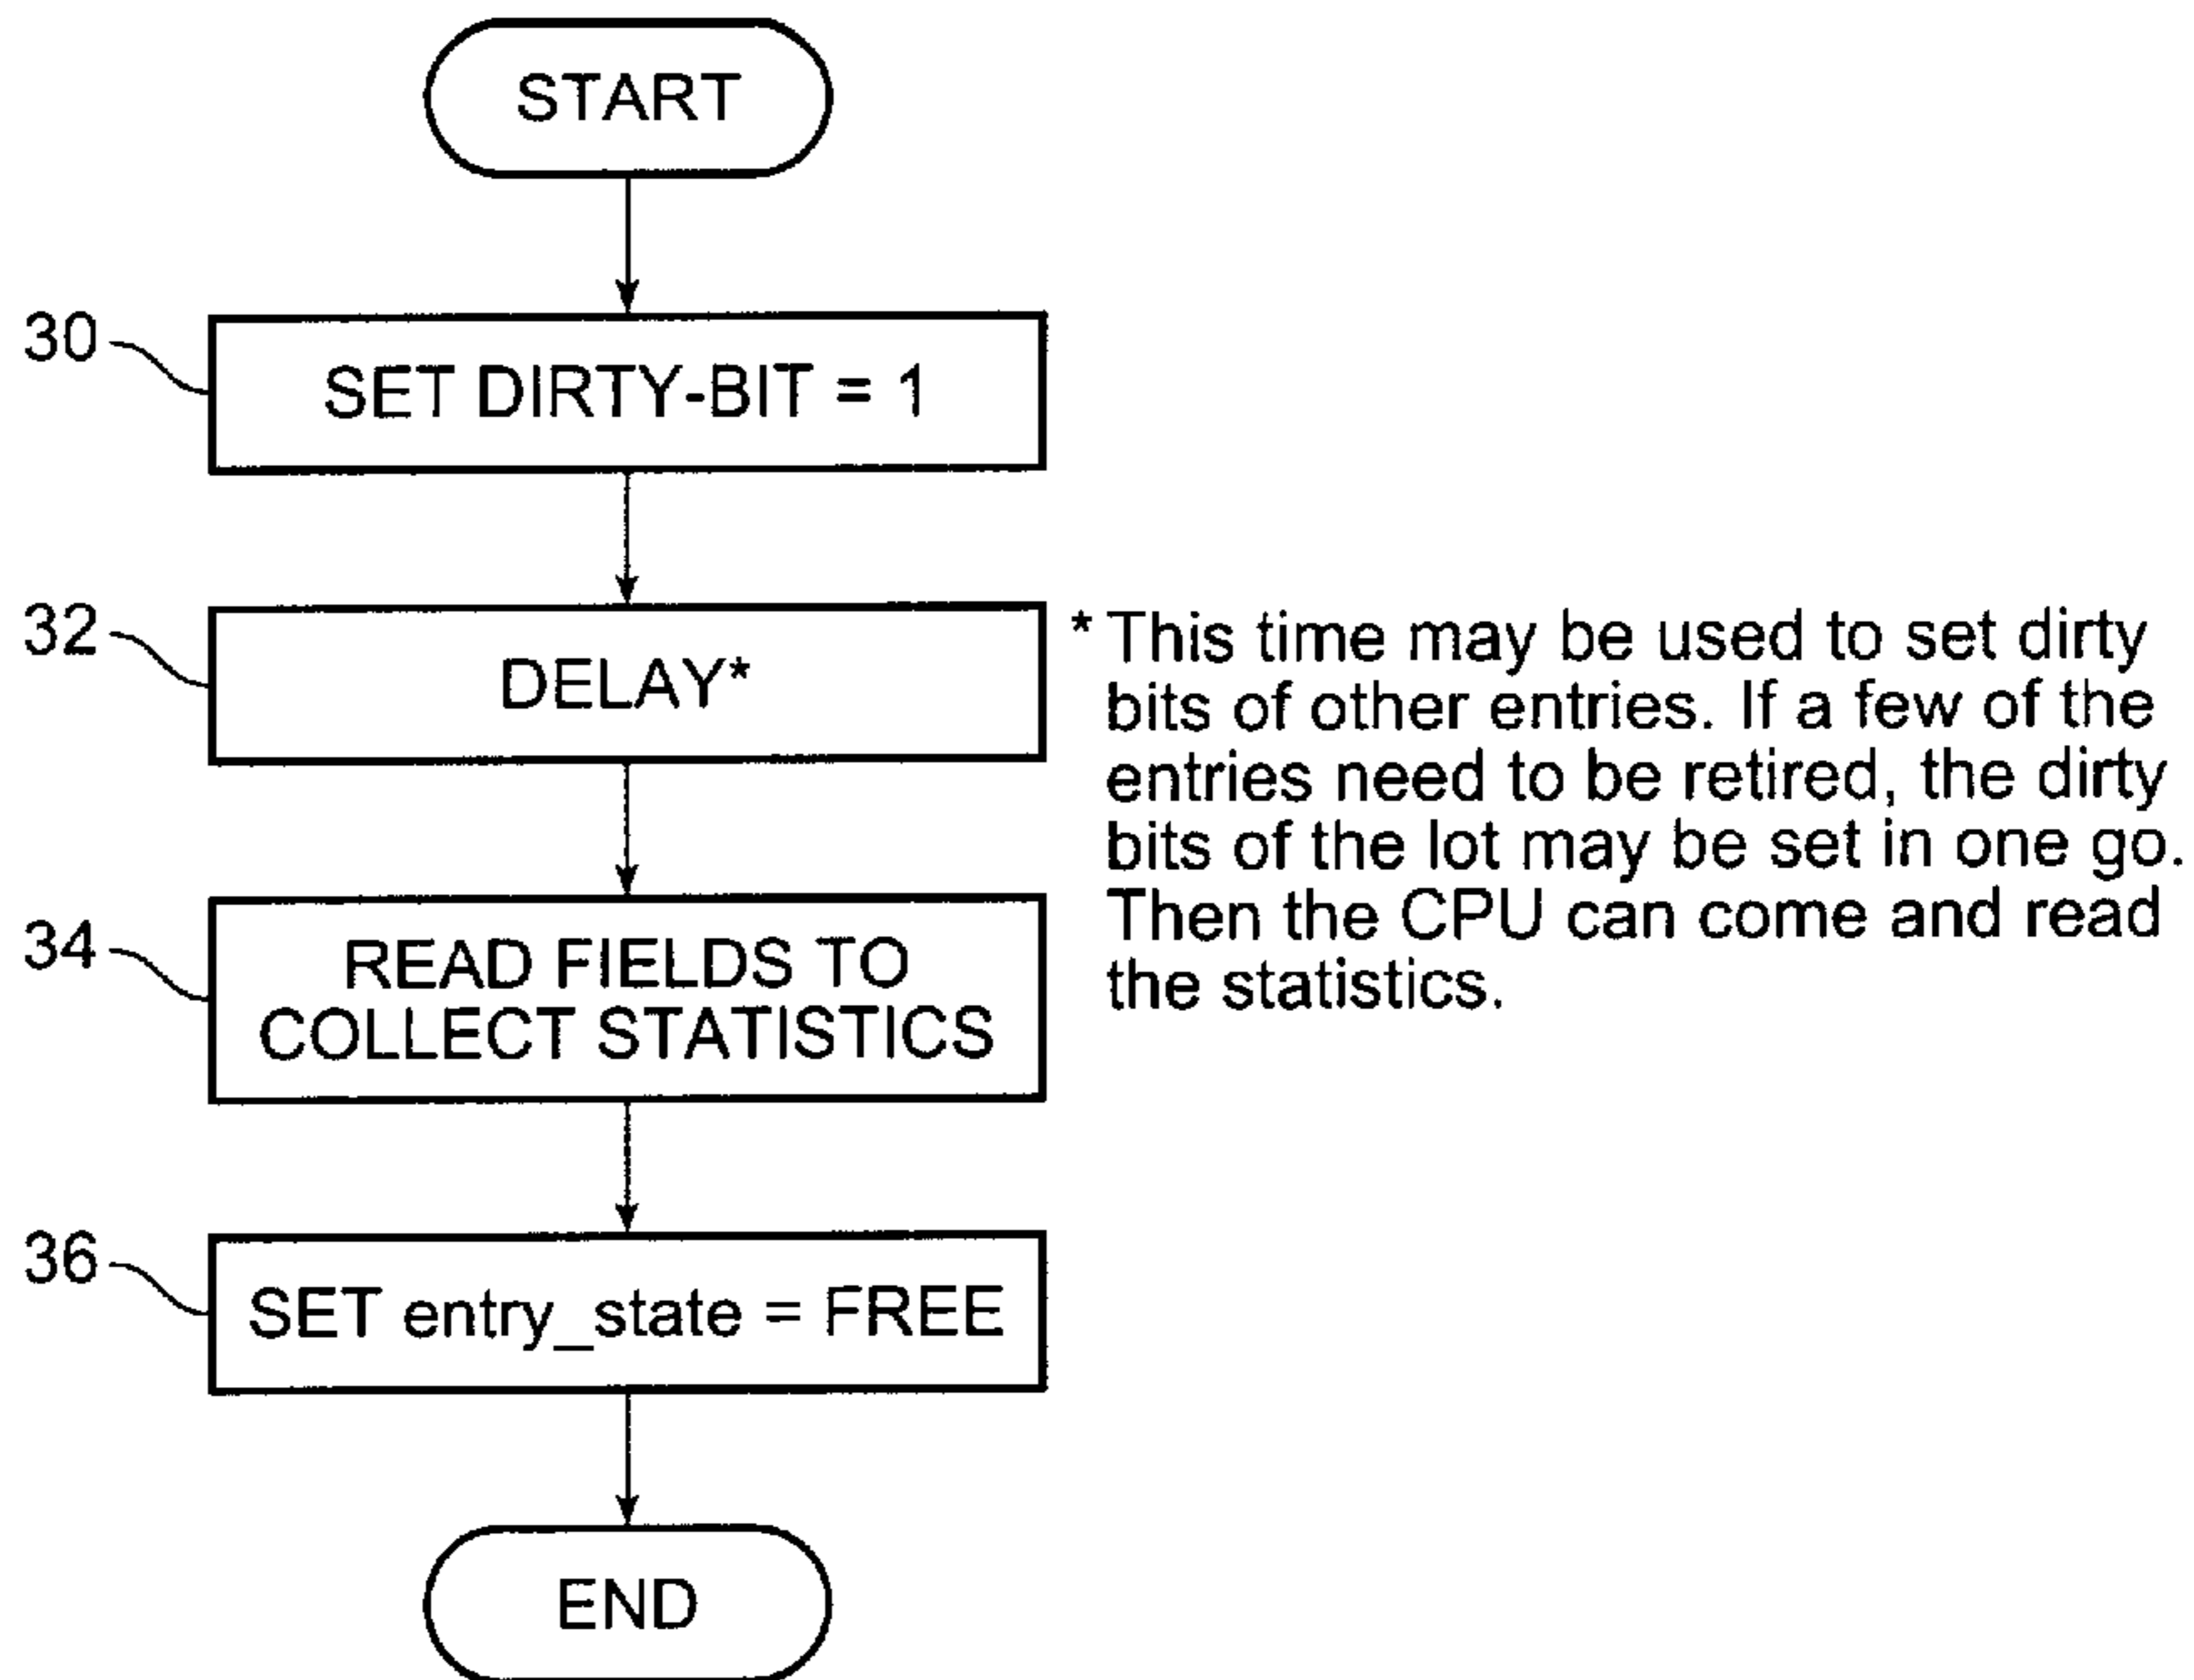 START
30
SET DIRTY-BIT = 1
32
DELAY*
* This time may be used to set dirty
bits of other entries. If a few of the
entries need to be retired, the dirty
bits of the lot may be set in one go.
Then the CPU can come and read
the statistics.
34
READ FIELDS TO
COLLECT STATISTICS
36
SET entry_state = FREE
END